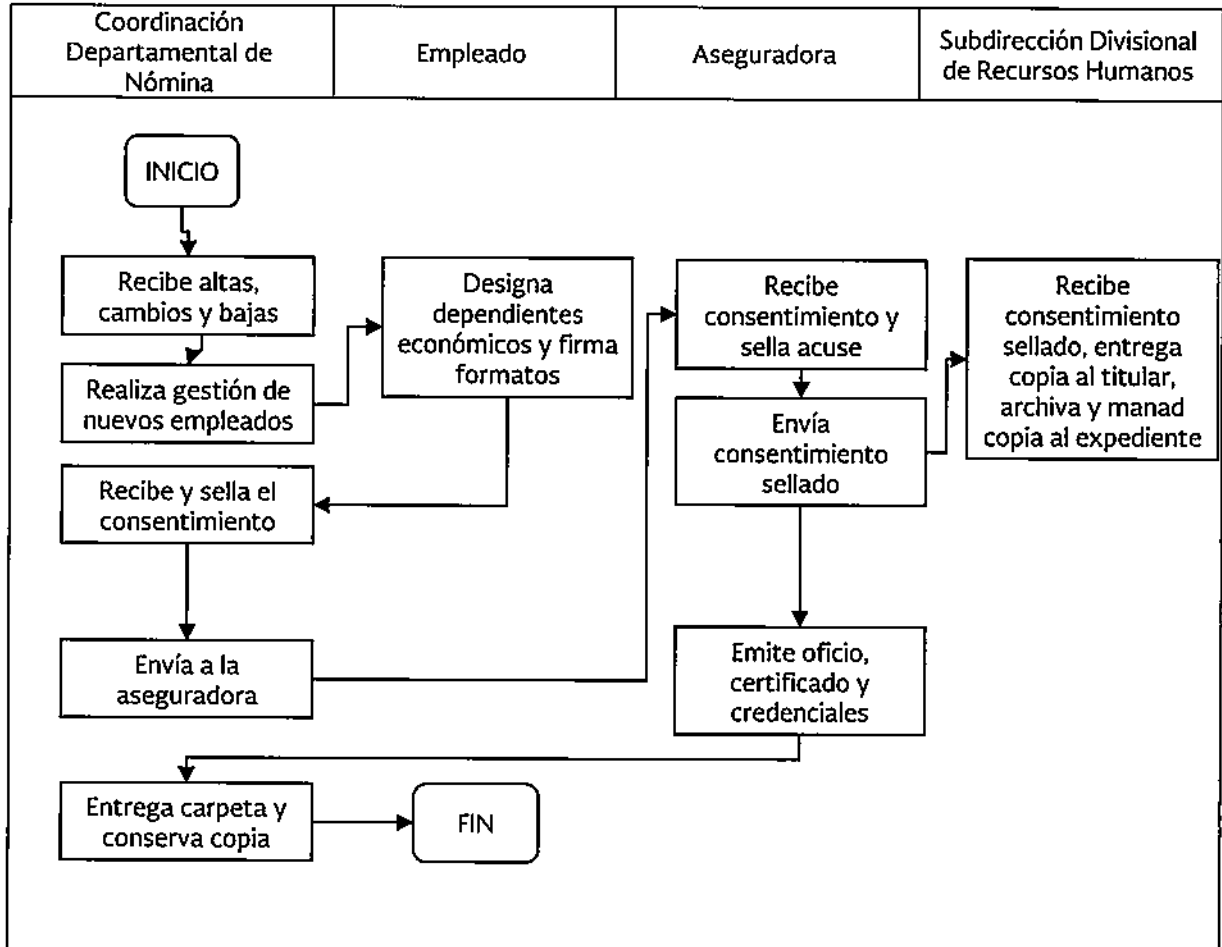 Coordinación
Departamental de
Nómina
Empleado
Aseguradora
Subdirección Divisional
de Recursos Humanos
INICIO
Recibe altas,
cambios y bajas
Realiza gestión de
nuevos empleados
Designa
dependientes
económicos y firma
formatos
Recibe y sella el
consentimiento
Envía a la
aseguradora
Recibe
consentimiento y
sella acuse
Envía
consentimiento
sellado
Recibe
consentimiento
sellado, entrega
copia al titular,
archiva y manad
copia al expediente
Emite oficio,
certificado y
credenciales
Entrega carpeta y
conserva copia
FIN